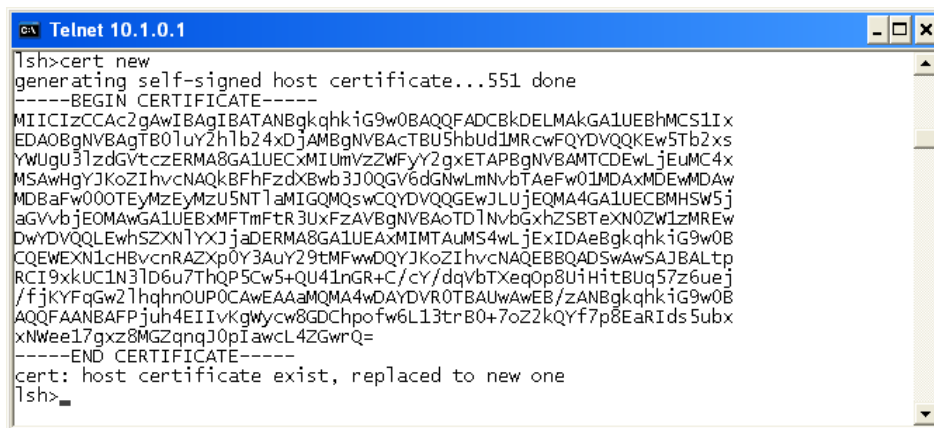 Telnet 10.1.0.1
lsh>cert new
generating self-signed host certificate...551 done
-----BEGIN CERTIFICATE-----
MIICIzCCAc2gAwIBAgIBATANBgkqhkiG9w0BAQQFADCBkDELMAkGA1UEBhMCS1Ix
EDAOBgNVBAgTB0luY2hlb24xDjAMBgNVBAcTBU5hbUd1MRcwFQYDVQQKEw5Tb2xs
YWUgU3lzdGVtczERMA8GA1UECxMIUmVzZWFyY2gxETAPBgNVBAMTCDEwLjEuMC4x
MSAwHgYJKoZIhvcNAQkBFhFzdXBwb3J0QGV6dGNwLmNvbTAeFw01MDAxMDEwMDAw
MDBaFw00OTEyMzEyMzU5NTlaMIGQMQswCQYDVQQGEwJLUjEQMA4GA1UECBMHSW5j
aGVvbjEOMAwGA1UEBxMFTmFtR3UxFzAVBgNVBAoTDlNvbGxhZSBTeXN0ZW1zMREw
DwYDVQQLEwhSZXNlYXJjaDERMA8GA1UEAxMIMTAuMS4wLjExIDAeBgkqhkiG9w0B
CQEWEXN1cHBvcnRAZXp0Y3AuY29tMFwwDQYJKoZIhvcNAQEBBQADSwAwSAJBALtp
RCI9xkUC1N3lD6u7ThQP5Cw5+QU41nGR+C/cY/dqVbTXeqOp8UiHitBUq57z6uej
/fjKYFqGw2lhqhnOUP0CAwEAAaMQMA4wDAYDVR0TBAUwAwEB/zANBgkqhkiG9w0B
AQQFAANBAFPjuh4EIIvKgWycw8GDChpofw6L13trB0+7oZ2kQYf7p8EaRIds5ubx
xNWee17gxz8MGZqnqJ0pIawcL4ZGwrQ=
-----END CERTIFICATE-----
cert: host certificate exist, replaced to new one
lsh>